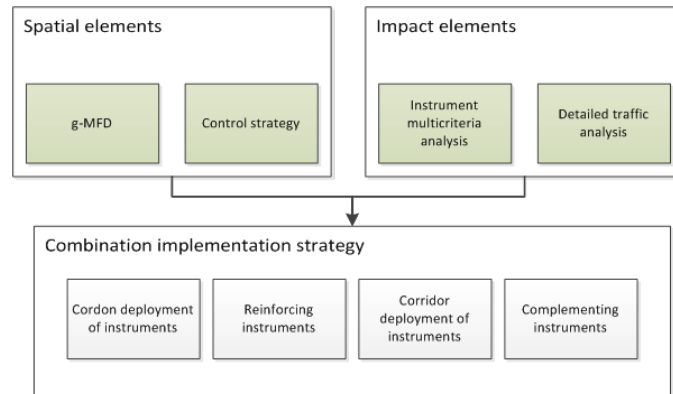 Spatial elements
Impact elements
g-MFD
Control strategy
Instrument
multicriteria
analysis
Detailed traffic
analysis
Combination implementation strategy
Cordon deployment
of instruments
Reinforcing
instruments
Corridor
deployment of
instruments
Complementing
instruments